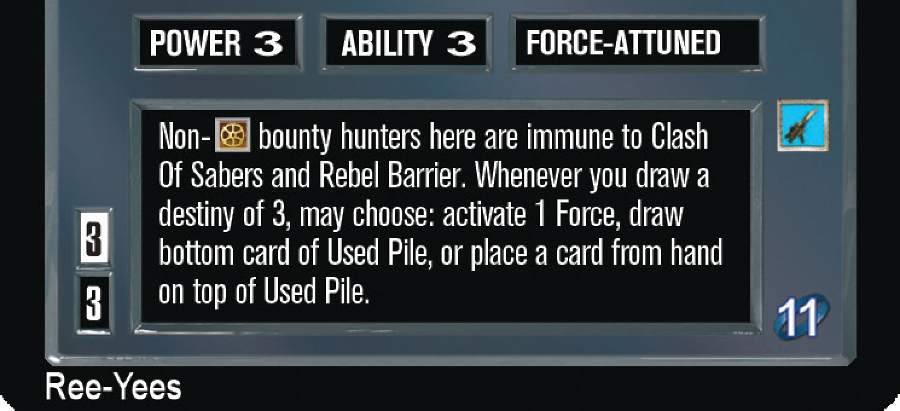 POWER 3 ABILITY 3 FORCE-ATTUNED
Non- bounty hunters here are immune to Clash
Of Sabers and Rebel Barrier. Whenever you draw a
destiny of 3, may choose: activate 1 Force, draw
bottom card of Used Pile, or place a card from hand
on top of Used Pile.
3
3
11
Ree-Yees